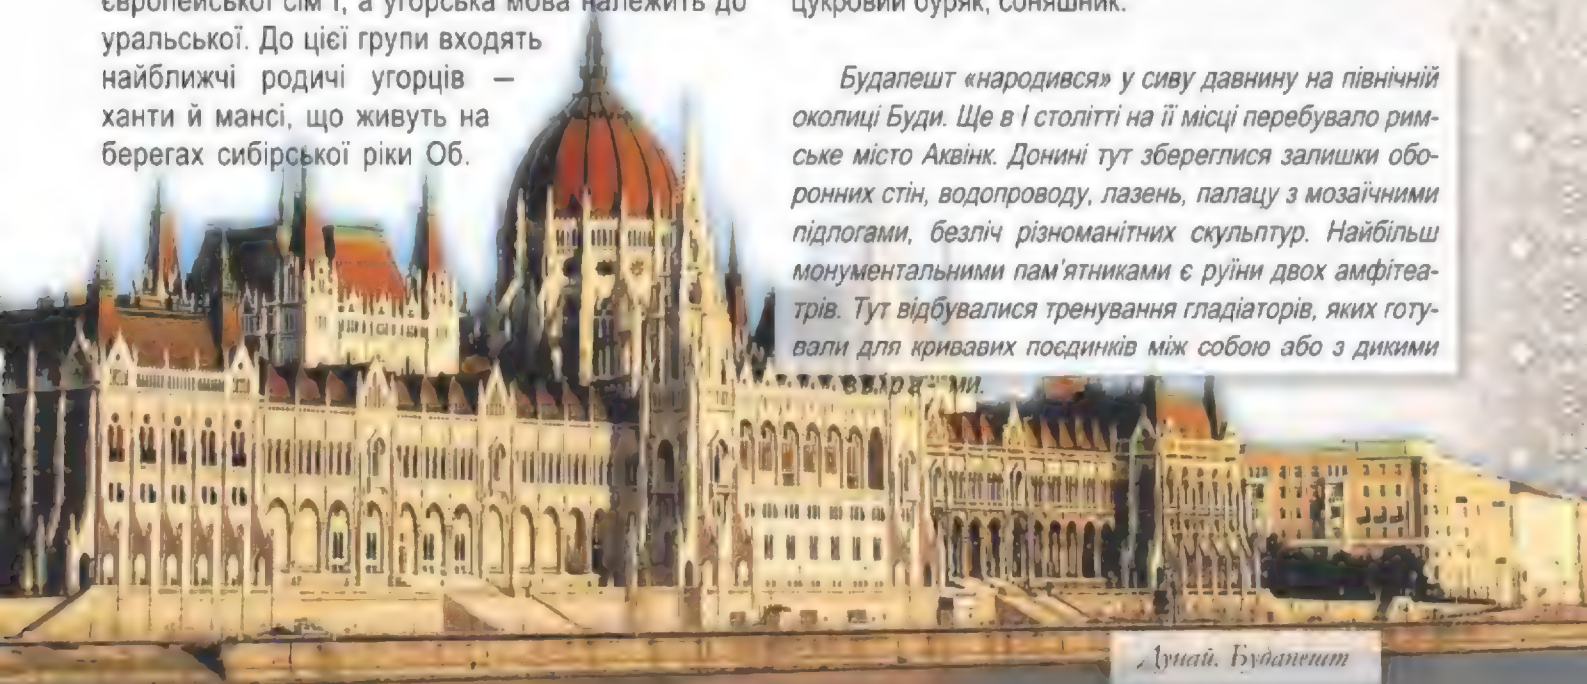 європейської сім'ї, а угорська мова належить до
уральської. До цієї групи входять
найближчі родичі угорців —
ханти й мансі, що живуть на
берегах сибірської ріки Об.
цукровий буряк, соняшник.
Будапешт «народився» у сиву давнину на північній
околиці Буди. Ще в І столітті на її місці перебувало рим-
ське місто Аквінк. Донині тут збереглися залишки обо-
ронних стін, водопроводу, лазень, палацу з мозаїчними
підлогами, безліч різноманітних скульптур. Найбільш
монументальними пам'ятниками є руїни двох амфітеа-
трів. Тут відбувалися тренування гладіаторів, яких готу-
вали для кривавих поєдинків між собою або з дикими
звірами.
Дунай. Будапешт